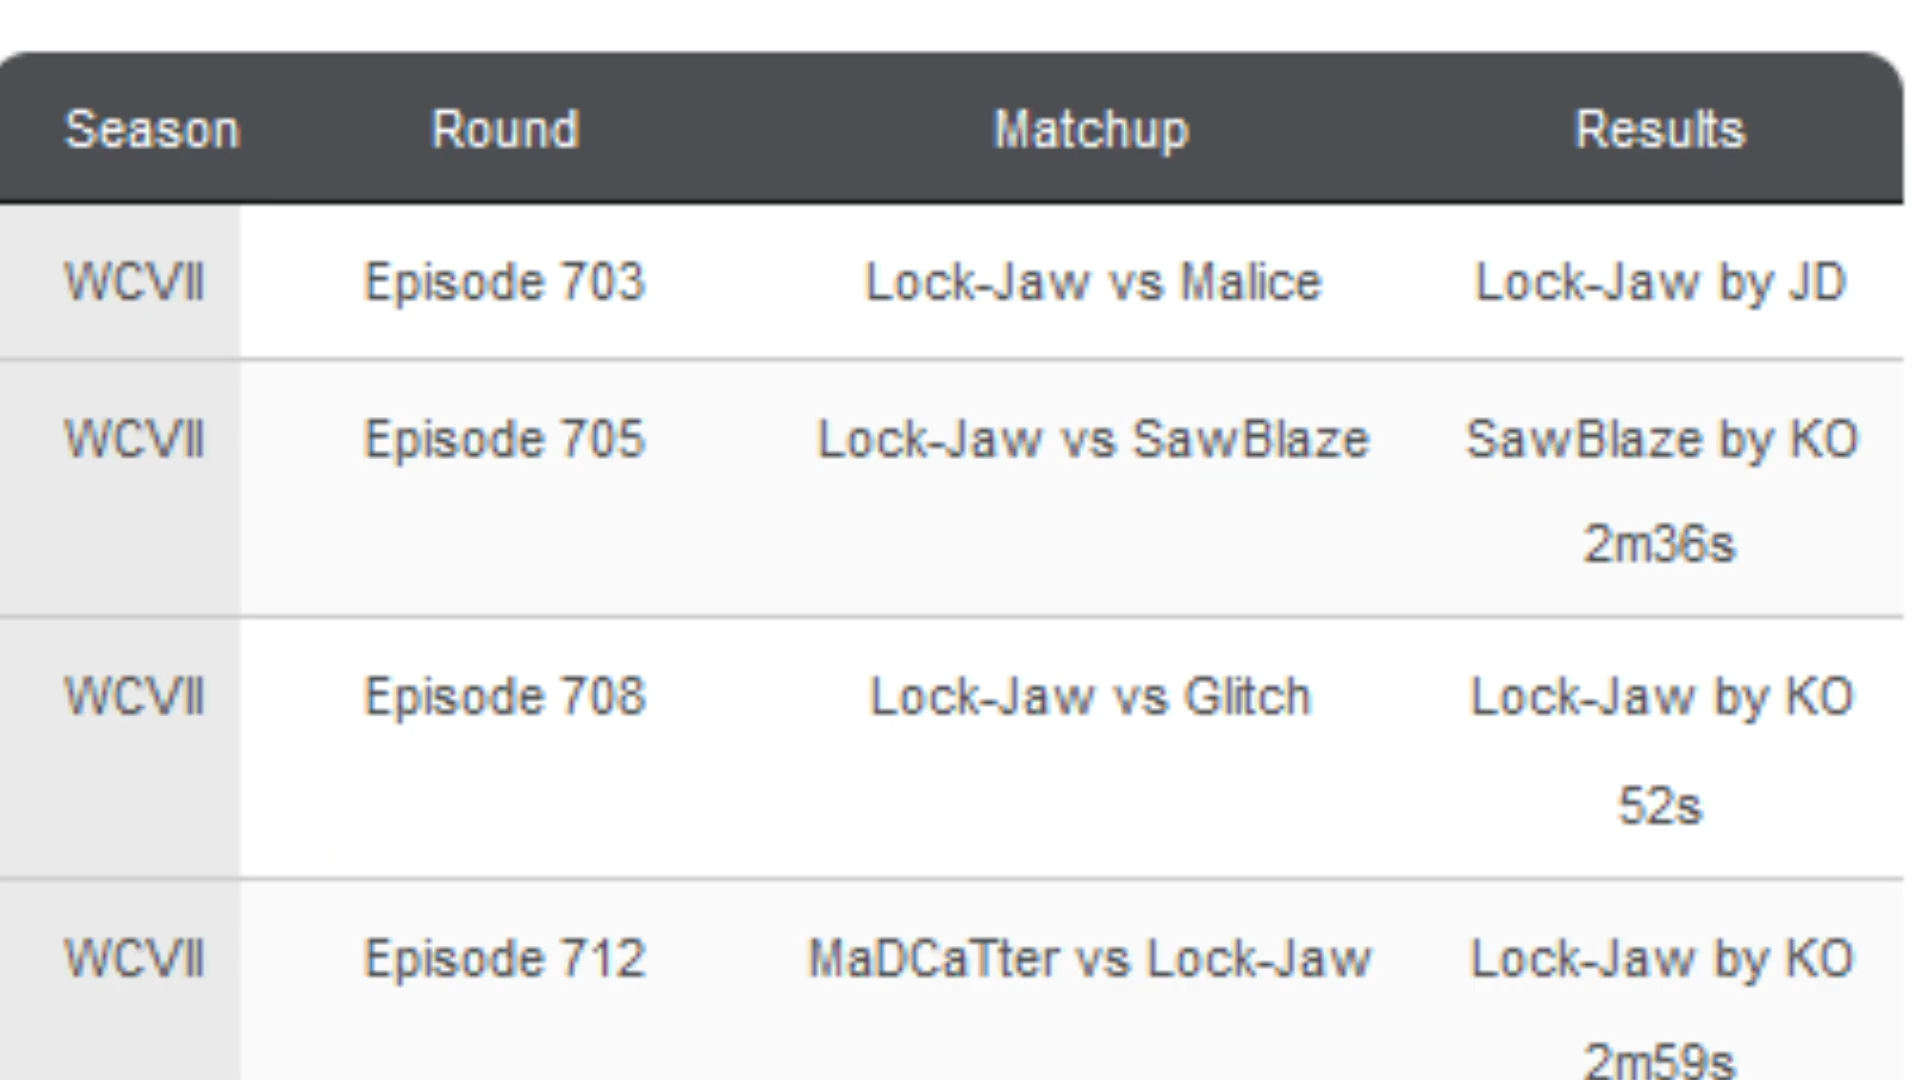 Season Round Matchup Results
WCVII Episode 703 Lock-Jaw vs Malice Lock-Jaw by JD
WCVII Episode 705 Lock-Jaw vs SawBlaze SawBlaze by KO
2m36s
WCVII Episode 708 Lock-Jaw vs Glitch Lock-Jaw by KO
52s
WCVII Episode 712 MaDCaTter vs Lock-Jaw Lock-Jaw by KO
2m59s